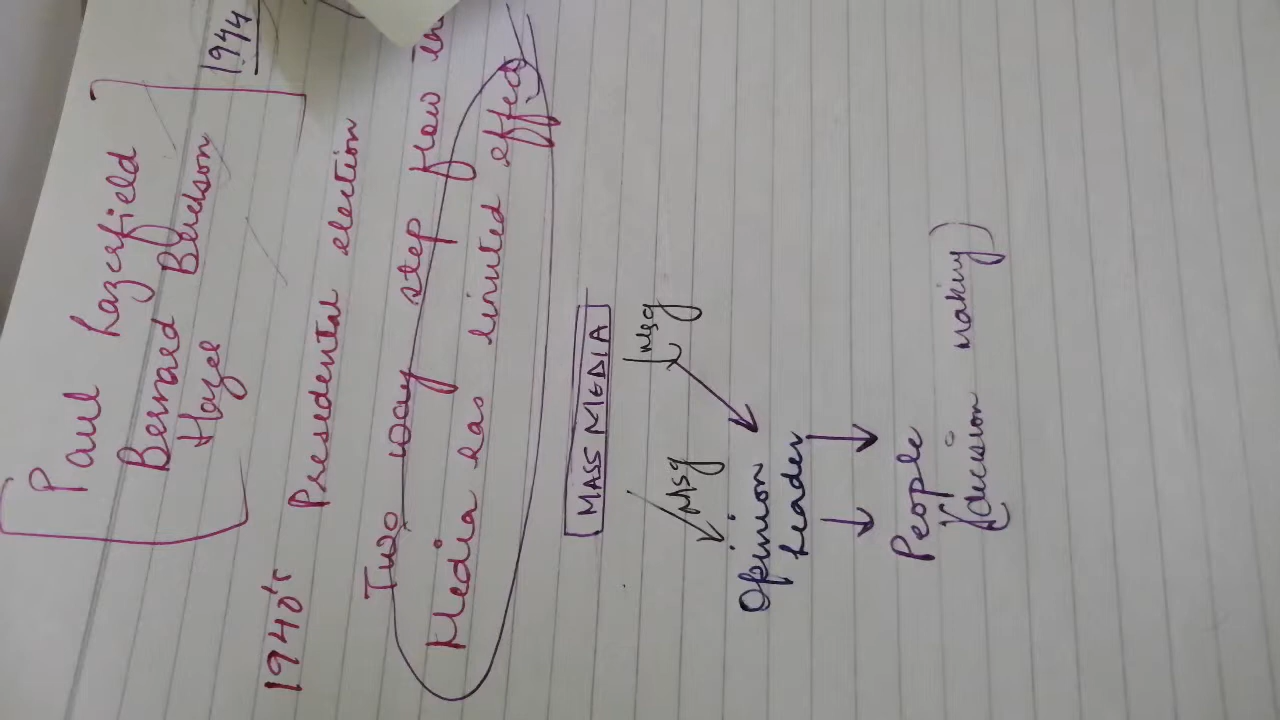 1944
Paul Lazerfield
Bernard Berelson
Hazel
1940's Presedental election
Two way step flow
Media has limited effect
MASS MEDIA
Msg Msg
Opinion
Leader
People
(decision making)